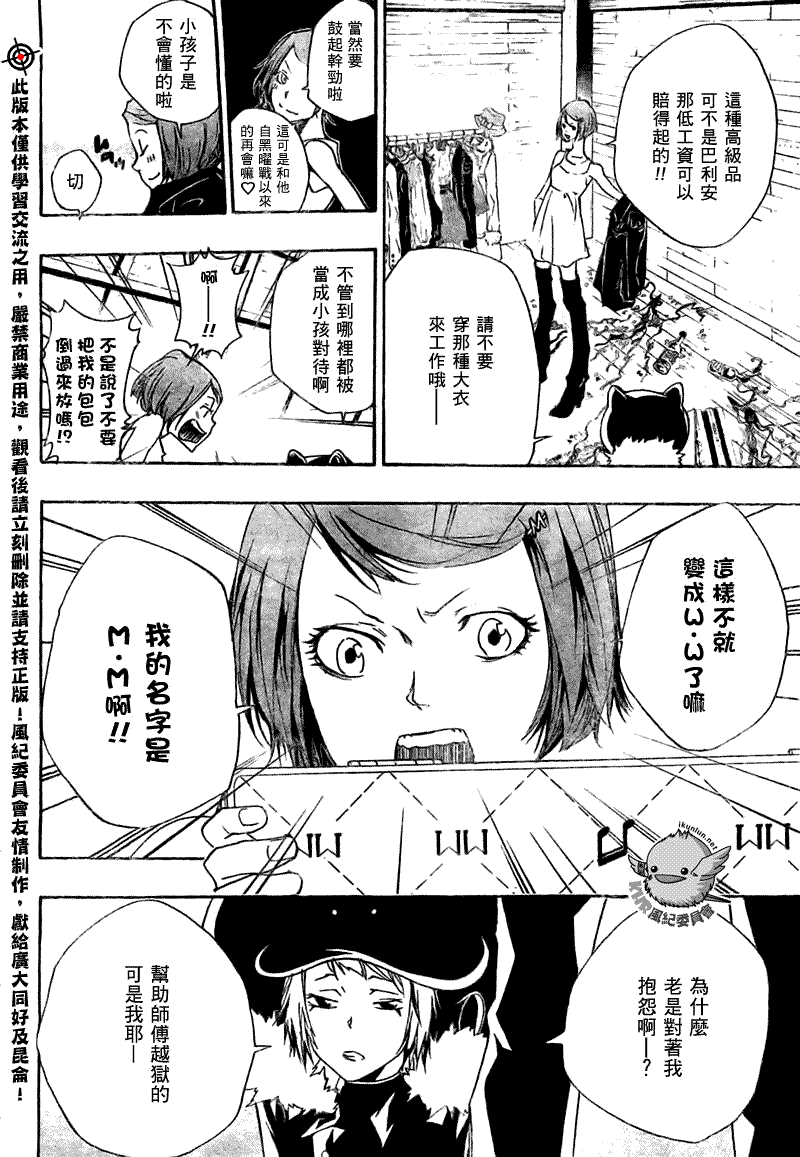 這種高級品
可不是巴利安
那低工資可以
賠得起的!!
請不要
穿那種大衣
來工作哦——
當然要
鼓起幹勁啦
這可是和他
自黑曜戰以來
的再會嘛♡
小孩子是
不會懂的啦
切
不管到哪裡都被
當成小孩對待啊
啊——!!
不是說了不要
把我的包包
倒過來放嗎!?
這樣不就
變成W·W了嘛
我的名字是
M·M啊!!
為什麼
老是對著我
抱怨啊—?
幫助師傅越獄的
可是我耶—
ikunlun.net
KUR風紀委員會
此版本僅供學習交流之用，嚴禁商業用途，觀看後請立刻刪除並請支持正版！風紀委員會友情制作，獻給廣大同好及昆侖！